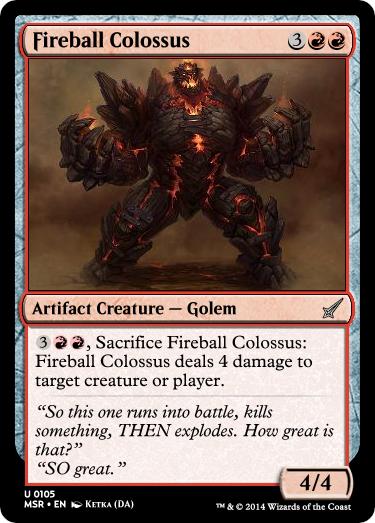 Fireball Colossus 3
Artifact Creature — Golem
3, Sacrifice Fireball Colossus:
Fireball Colossus deals 4 damage to
target creature or player.
“So this one runs into battle, kills
something, THEN explodes. How great is
that?”
“SO great.”
4/4
U 0105
MSR • EN KETKA (DA)
™ & © 2014 Wizards of the Coast